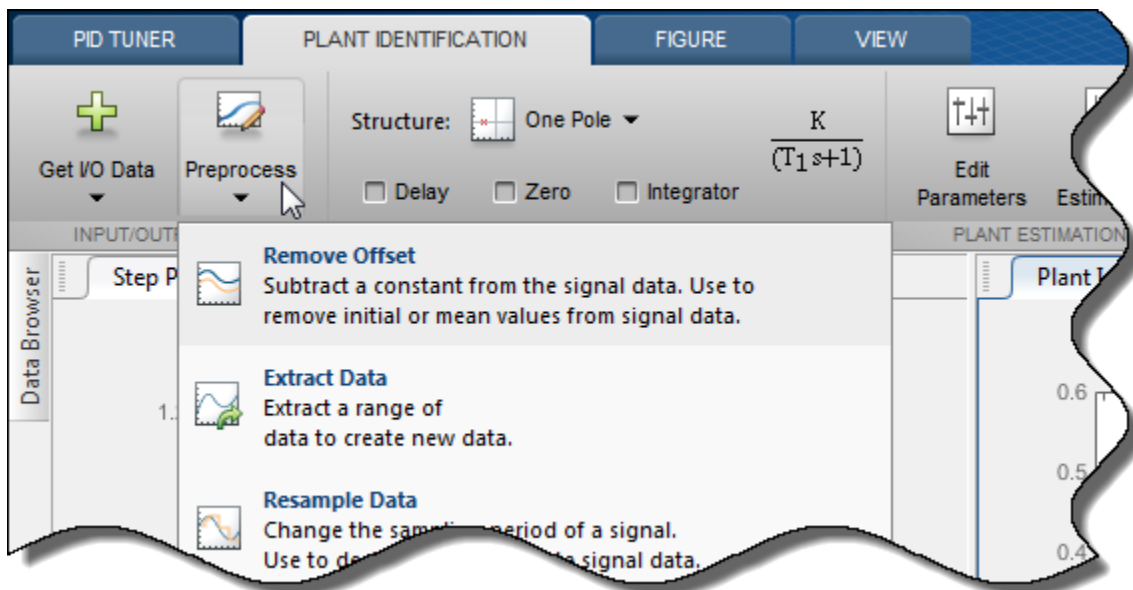 PID TUNER PLANT IDENTIFICATION FIGURE VIEW
Get I/O Data
Preprocess
Structure: One Pole
Delay Zero Integrator
K
(T1s+1)
Edit
Parameters
PLANT ESTIMATION
Data Browser
Step
Plant
Remove Offset
Subtract a constant from the signal data. Use to
remove initial or mean values from signal data.
Extract Data
Extract a range of
data to create new data.
Resample Data
Change the period of a signal.
Use to signal data.
0.6
0.5
0.4